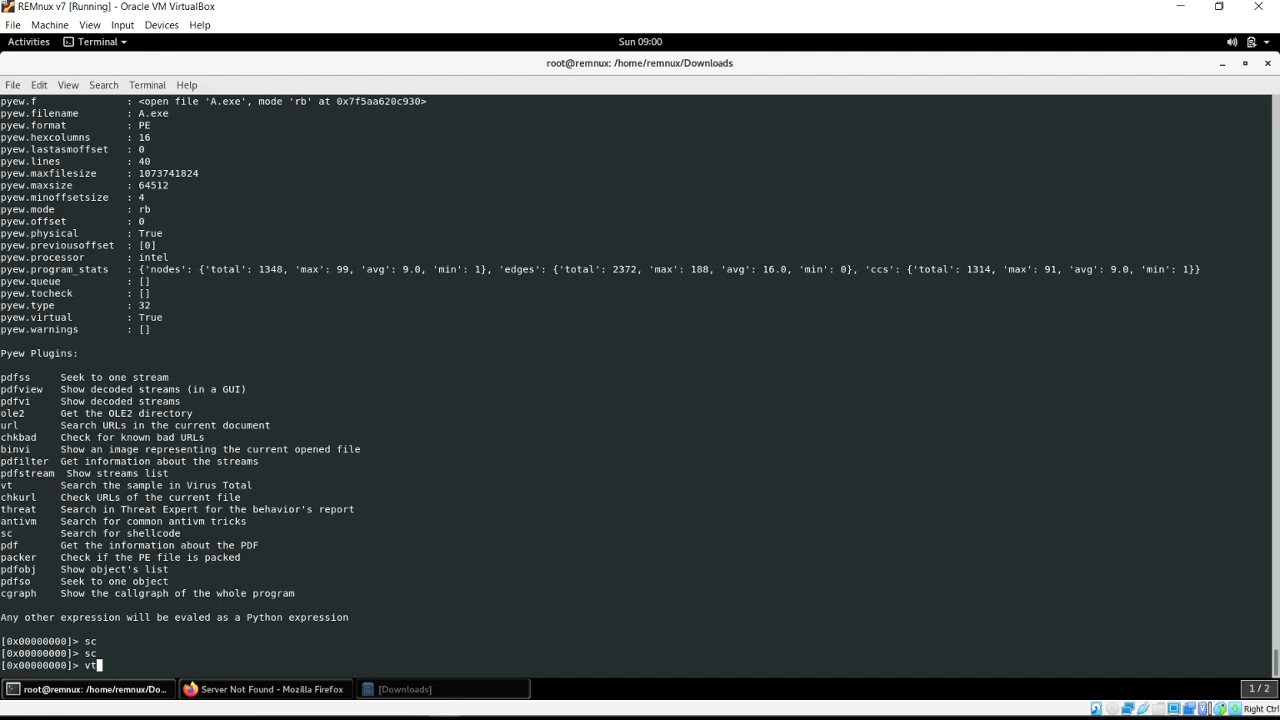 REMnux v7 [Running] - Oracle VM VirtualBox
File Machine View Input Devices Help
Activities Terminal Sun 09:00
root@remnux: /home/remnux/Downloads
File Edit View Search Terminal Help
pyew.f : <open file 'A.exe', mode 'rb' at 0x7f5aa620c930>
pyew.filename : A.exe
pyew.format : PE
pyew.hexcolumns : 16
pyew.lastasmoffset : 0
pyew.lines : 40
pyew.maxfilesize : 1073741824
pyew.maxsize : 64512
pyew.minoffsetsize : 4
pyew.mode : rb
pyew.offset : 0
pyew.physical : True
pyew.previousoffset : [0]
pyew.processor : intel
pyew.program_stats : {'nodes': {'total': 1348, 'max': 99, 'avg': 9.0, 'min': 1}, 'edges': {'total': 2372, 'max': 188, 'avg': 16.0, 'min': 0}, 'ccs': {'total': 1314, 'max': 91, 'avg': 9.0, 'min': 1}}
pyew.queue : []
pyew.tocheck : []
pyew.type : 32
pyew.virtual : True
pyew.warnings : []
Pyew Plugins:
pdfss Seek to one stream
pdfview Show decoded streams (in a GUI)
pdfvi Show decoded streams
ole2 Get the OLE2 directory
url Search URLs in the current document
chkbad Check for known bad URLs
binvi Show an image representing the current opened file
pdfilter Get information about the streams
pdfstream Show streams list
vt Search the sample in Virus Total
chkurl Check URLs of the current file
threat Search in Threat Expert for the behavior's report
antivm Search for common antivm tricks
sc Search for shellcode
pdf Get the information about the PDF
packer Check if the PE file is packed
pdfobj Show object's list
pdfso Seek to one object
cgraph Show the callgraph of the whole program
Any other expression will be evaled as a Python expression
[0x00000000]> sc
[0x00000000]> sc
[0x00000000]> vt
root@remnux: /home/remnux/Do... Server Not Found - Mozilla Firefox [Downloads] 1 / 2
Right Ctrl